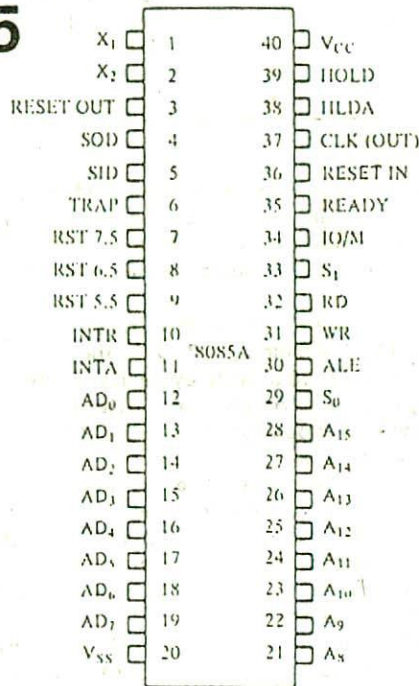 5
X₁ 1 40 V_CC
X₂ 2 39 HOLD
RESET OUT 3 38 HLDA
SOD 4 37 CLK (OUT)
SID 5 36 RESET IN
TRAP 6 35 READY
RST 7.5 7 34 IO/M
RST 6.5 8 33 S₁
RST 5.5 9 32 RD
INTR 10 31 WR
8085A
INTA 11 30 ALE
AD₀ 12 29 S₀
AD₁ 13 28 A₁₅
AD₂ 14 27 A₁₄
AD₃ 15 26 A₁₃
AD₄ 16 25 A₁₂
AD₅ 17 24 A₁₁
AD₆ 18 23 A₁₀
AD₇ 19 22 A₉
V_SS 20 21 A₈